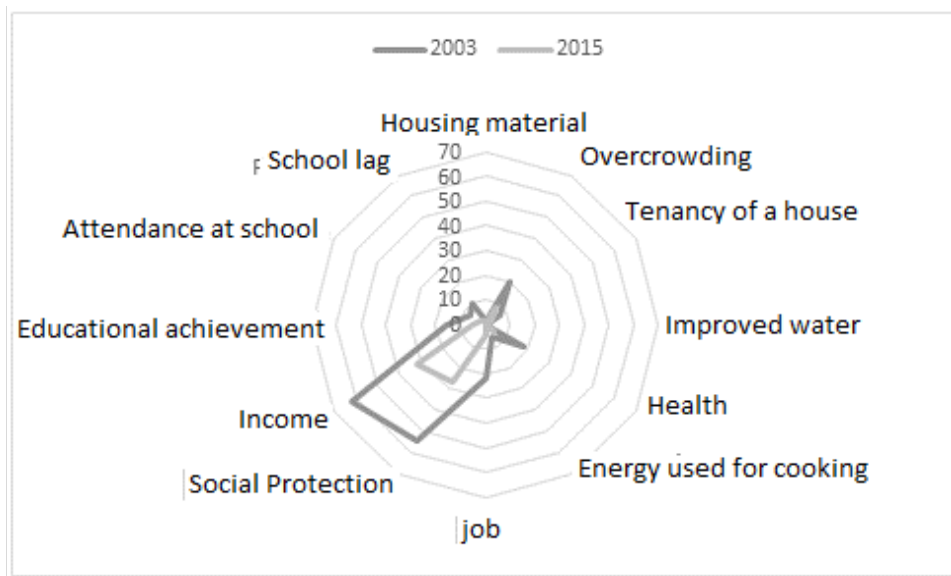 2003 2015
Housing material
Overcrowding
Tenancy of a house
Improved water
Health
Energy used for cooking
job
Social Protection
Income
Educational achievement
Attendance at school
School lag
70
60
50
40
30
20
10
0